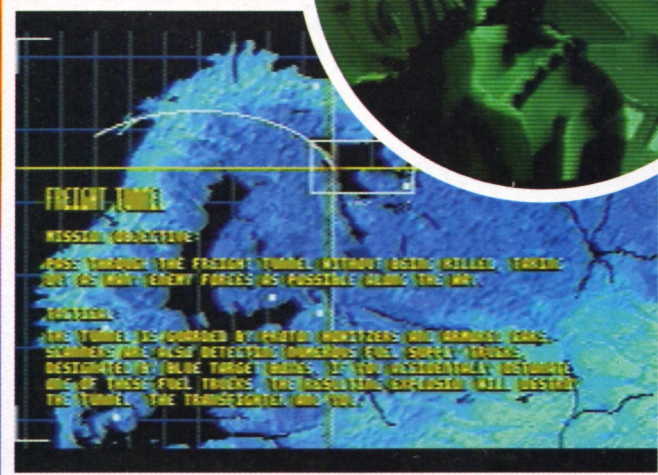 FREIGHT TUNNEL
MISSION OBJECTIVE:
PASS THROUGH THE FREIGHT TUNNEL WITHOUT BEING KILLED, TAKING
OUT AS MANY ENEMY FORCES AS POSSIBLE ALONG THE WAY.
TACTICAL:
THE TUNNEL IS GUARDED BY PHOTON HOWITZERS AND ARMORED CARS.
SCANNERS ARE ALSO DETECTING NUMEROUS FUEL SUPPLY TRUCKS,
DESIGNATED BY BLUE TARGET BOXES. IF YOU ACCIDENTALLY DETONATE
ONE OF THESE FUEL TRUCKS, THE RESULTING EXPLOSION WILL DESTROY
THE TUNNEL, THE TRANSFIGHTER, AND YOU.